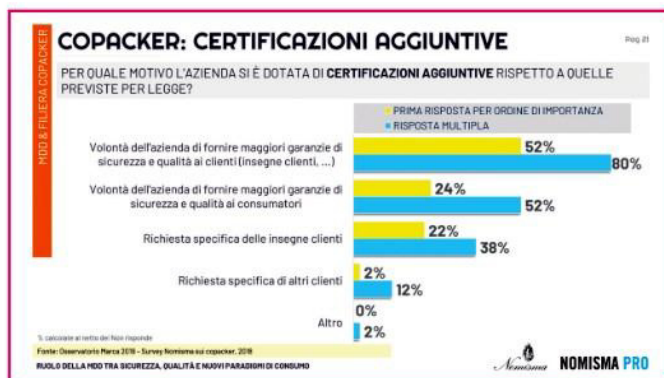 COPACKER: CERTIFICAZIONI AGGIUNTIVE
Pag 21
MDD & FILIERA COPACKER
PER QUALE MOTIVO L'AZIENDA SI È DOTATA DI CERTIFICAZIONI AGGIUNTIVE RISPETTO A QUELLE
PREVISTE PER LEGGE?
PRIMA RISPOSTA PER ORDINE DI IMPORTANZA
RISPOSTA MULTIPLA
Volontà dell'azienda di fornire maggiori garanzie di
sicurezza e qualità ai clienti (insegne clienti, ...)
52%
80%
Volontà dell'azienda di fornire maggiori garanzie di
sicurezza e qualità ai consumatori
24%
52%
Richiesta specifica delle insegne clienti
22%
38%
Richiesta specifica di altri clienti
2%
12%
Altro
0%
2%
% calcolate al netto dei Non risponde
Fonte: Osservatorio Marca 2019 - Survey Nomisma sui copacker, 2018
RUOLO DELLA MDD TRA SICUREZZA, QUALITÀ E NUOVI PARADIGMI DI CONSUMO
Nomisma
NOMISMA PRO